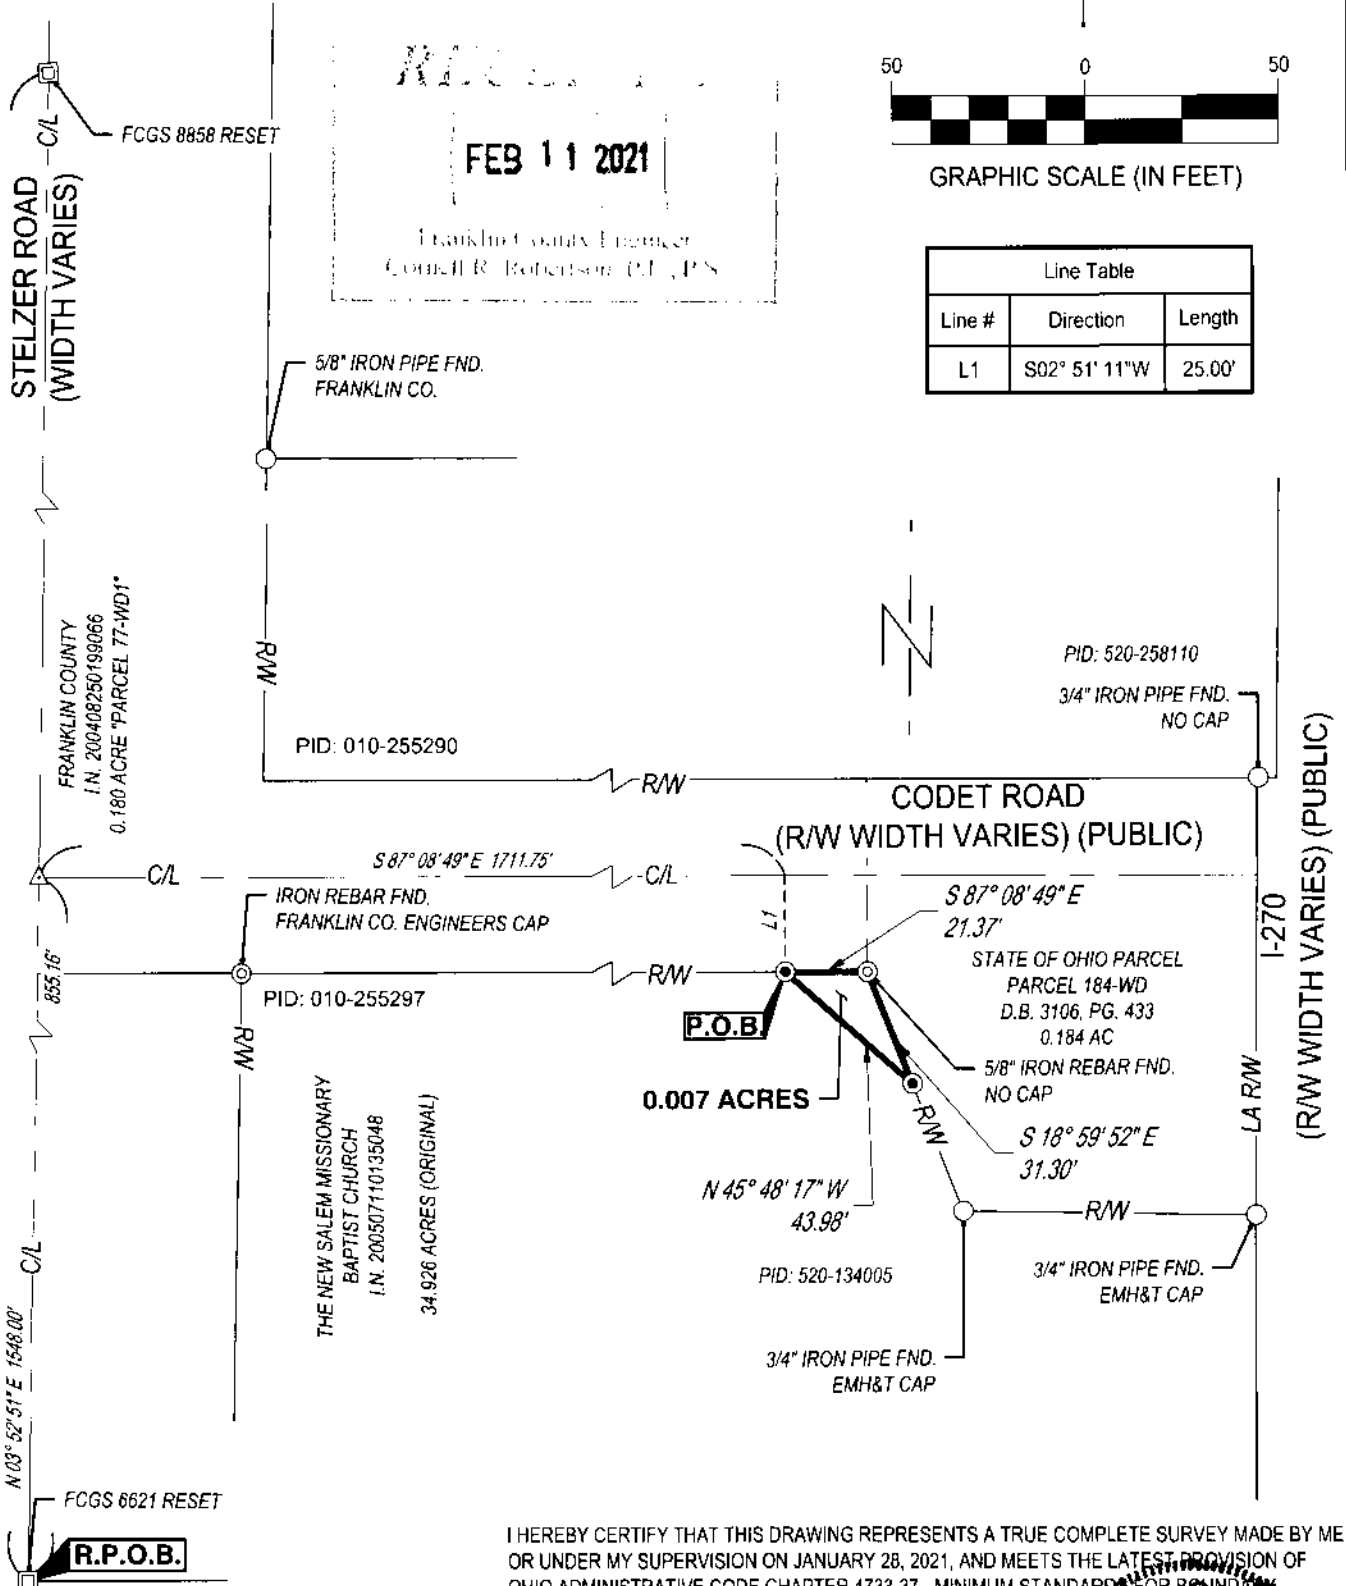 FCGS 8858 RESET
C/L
STELZER ROAD
(WIDTH VARIES)
FEB 11 2021
Franklin County Engineer
Cornell R. Robertson, P.E., P.S.
50 0 50
GRAPHIC SCALE (IN FEET)
Line Table
Line # Direction Length
L1 S02° 51' 11"W 25.00'
5/8" IRON PIPE FND.
FRANKLIN CO.
R/W
FRANKLIN COUNTY
I.N. 200408250199066
0.180 ACRE "PARCEL 77-WD1"
N
PID: 520-258110
3/4" IRON PIPE FND.
NO CAP
PID: 010-255290
R/W
CODET ROAD
(R/W WIDTH VARIES) (PUBLIC)
I-270
(R/W WIDTH VARIES) (PUBLIC)
C/L
S 87° 08' 49" E 1711.75'
C/L
IRON REBAR FND.
FRANKLIN CO. ENGINEERS CAP
L1
S 87° 08' 49" E
21.37'
855.16'
R/W
PID: 010-255297
R/W
STATE OF OHIO PARCEL
PARCEL 184-WD
D.B. 3106, PG. 433
0.184 AC
P.O.B.
5/8" IRON REBAR FND.
NO CAP
0.007 ACRES
R/W
LA R/W
S 18° 59' 52" E
31.30'
THE NEW SALEM MISSIONARY
BAPTIST CHURCH
I.N. 200507110135048
34.926 ACRES (ORIGINAL)
N 45° 48' 17" W
43.98'
R/W
C/L
PID: 520-134005
3/4" IRON PIPE FND.
EMH&T CAP
3/4" IRON PIPE FND.
EMH&T CAP
N 03° 52' 51" E 1548.00'
FCGS 6621 RESET
R.P.O.B.
I HEREBY CERTIFY THAT THIS DRAWING REPRESENTS A TRUE COMPLETE SURVEY MADE BY ME
OR UNDER MY SUPERVISION ON JANUARY 28, 2021, AND MEETS THE LATEST PROVISION OF
OHIO ADMINISTRATIVE CODE CHAPTER 4733-37, MINIMUM STANDARDS FOR BOUNDARY